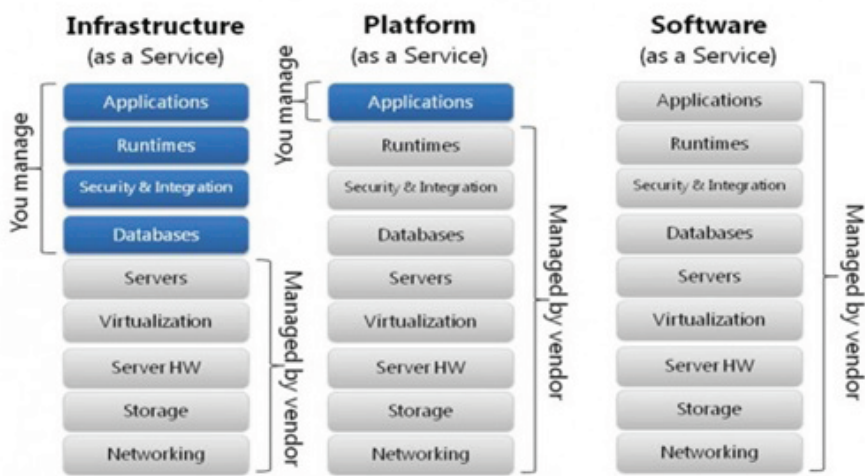 Infrastructure
(as a Service)
You manage
Applications
Runtimes
Security & Integration
Databases
Servers
Virtualization
Server HW
Storage
Networking
Managed by vendor
Platform
(as a Service)
You manage
Applications
Runtimes
Security & Integration
Databases
Servers
Virtualization
Server HW
Storage
Networking
Managed by vendor
Software
(as a Service)
Applications
Runtimes
Security & Integration
Databases
Servers
Virtualization
Server HW
Storage
Networking
Managed by vendor